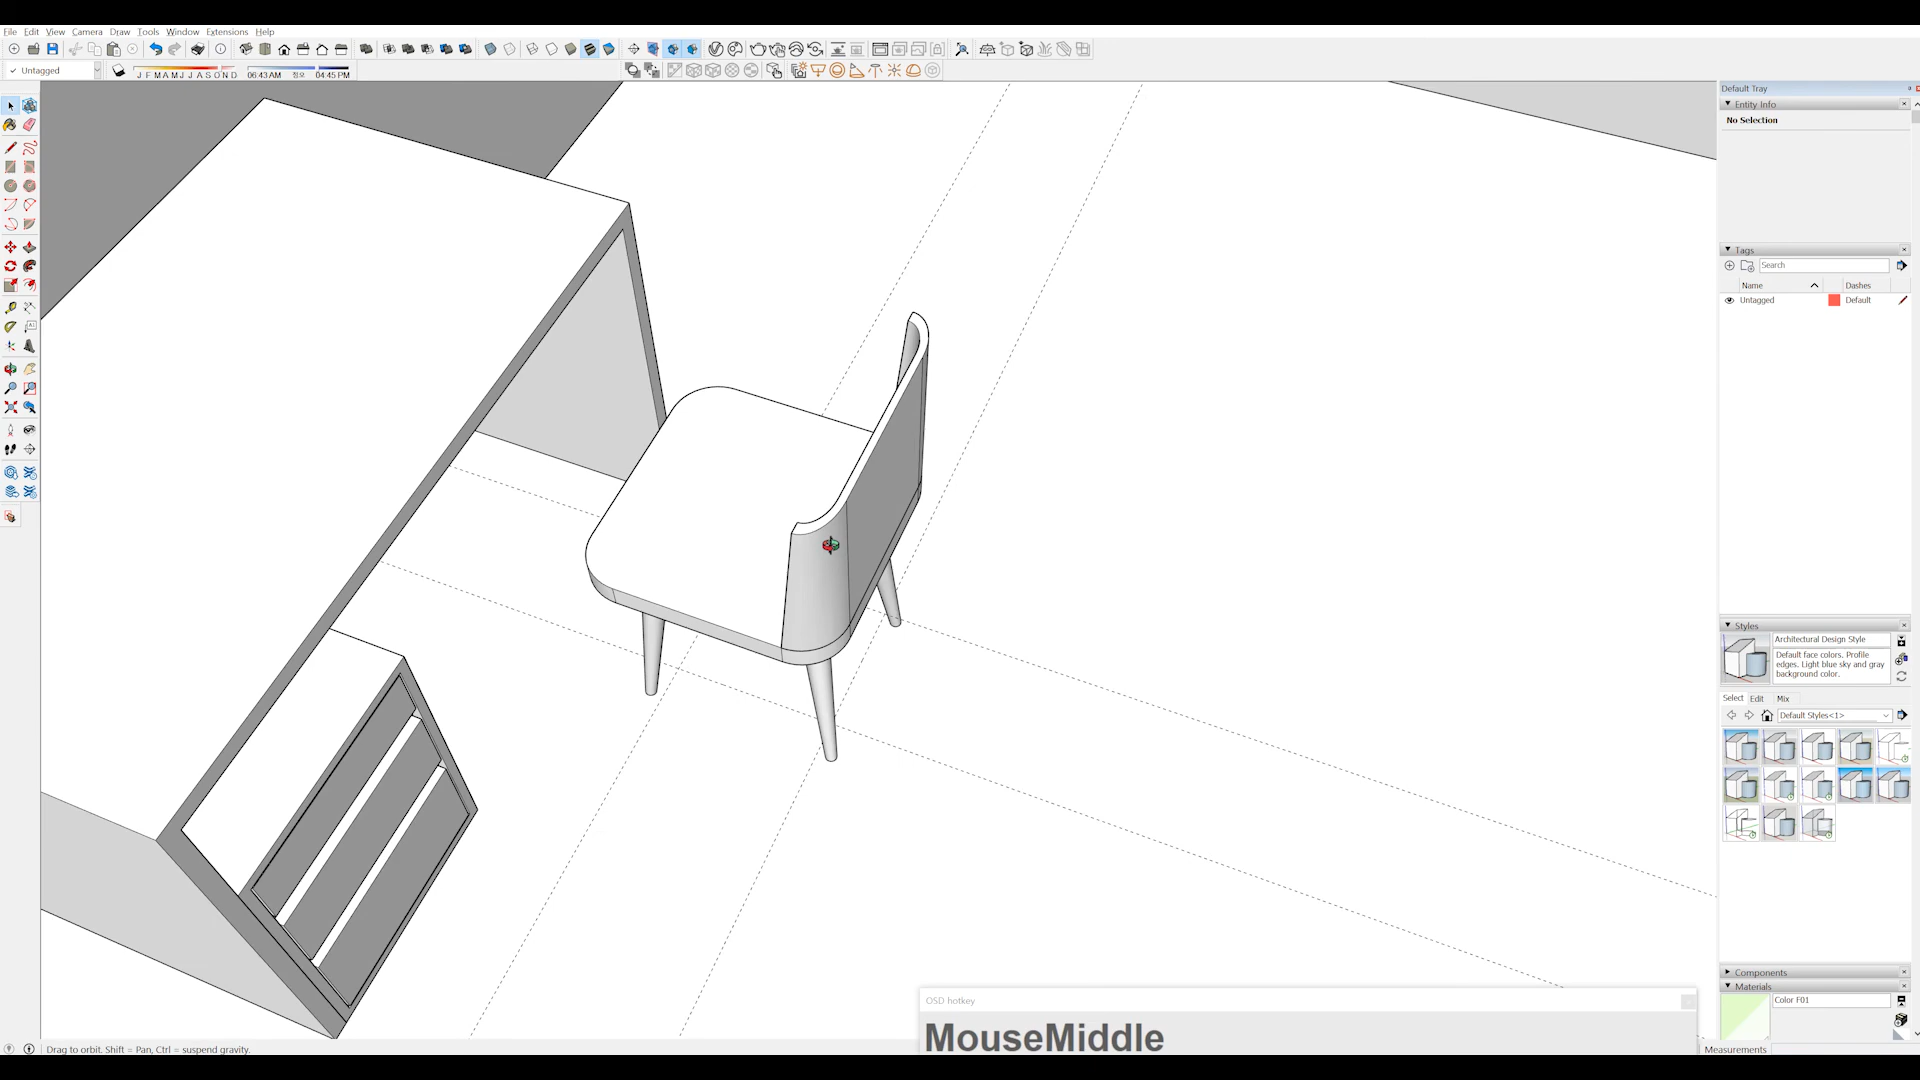 File Edit View Camera Draw Tools Window Extensions Help
✓ Untagged
J F M A M J J A S O N D
06:43 AM 정오 04:45 PM
Default Tray
Entity Info
No Selection
Tags
Search
Name Dashes
Untagged Default
Styles
Architectural Design Style
Default face colors. Profile
edges. Light blue sky and gray
background color.
Select Edit Mix
Default Styles<1>
Components
Materials
Color F01
OSD hotkey
MouseMiddle
Drag to orbit. Shift = Pan, Ctrl = suspend gravity.
Measurements